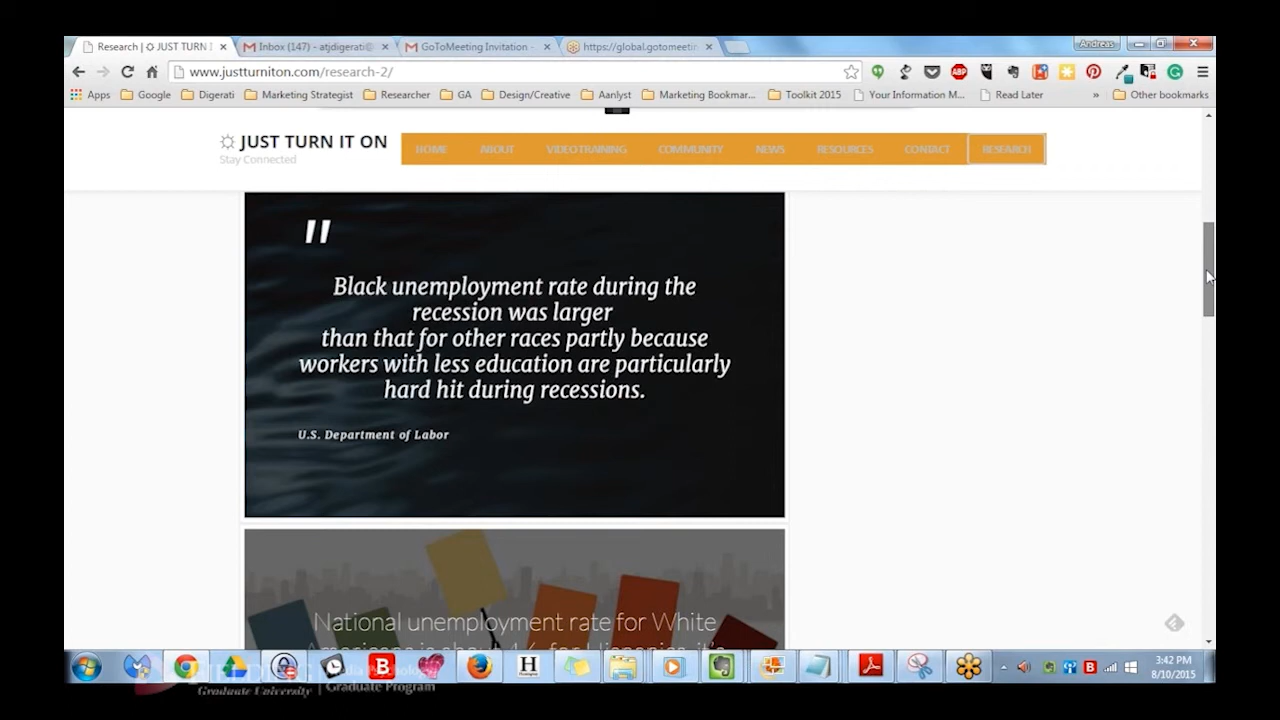 Research | JUST TURN I
Inbox (147) - atjdigerati@
GoToMeeting Invitation -
https://global.gotomeetin
Andreas
www.justturniton.com/research-2/
Apps
Google
Digerati
Marketing Strategist
Researcher
GA
Design/Creative
Aanlyst
Marketing Bookmar...
Toolkit 2015
Your Information M...
Read Later
»
Other bookmarks
JUST TURN IT ON
Stay Connected
HOME
ABOUT
VIDEO TRAINING
COMMUNITY
NEWS
RESOURCES
CONTACT
RESEARCH
"
Black unemployment rate during the
recession was larger
than that for other races partly because
workers with less education are particularly
hard hit during recessions.
U.S. Department of Labor
National unemployment rate for White
3:42 PM
8/10/2015
Graduate University | Graduate Program